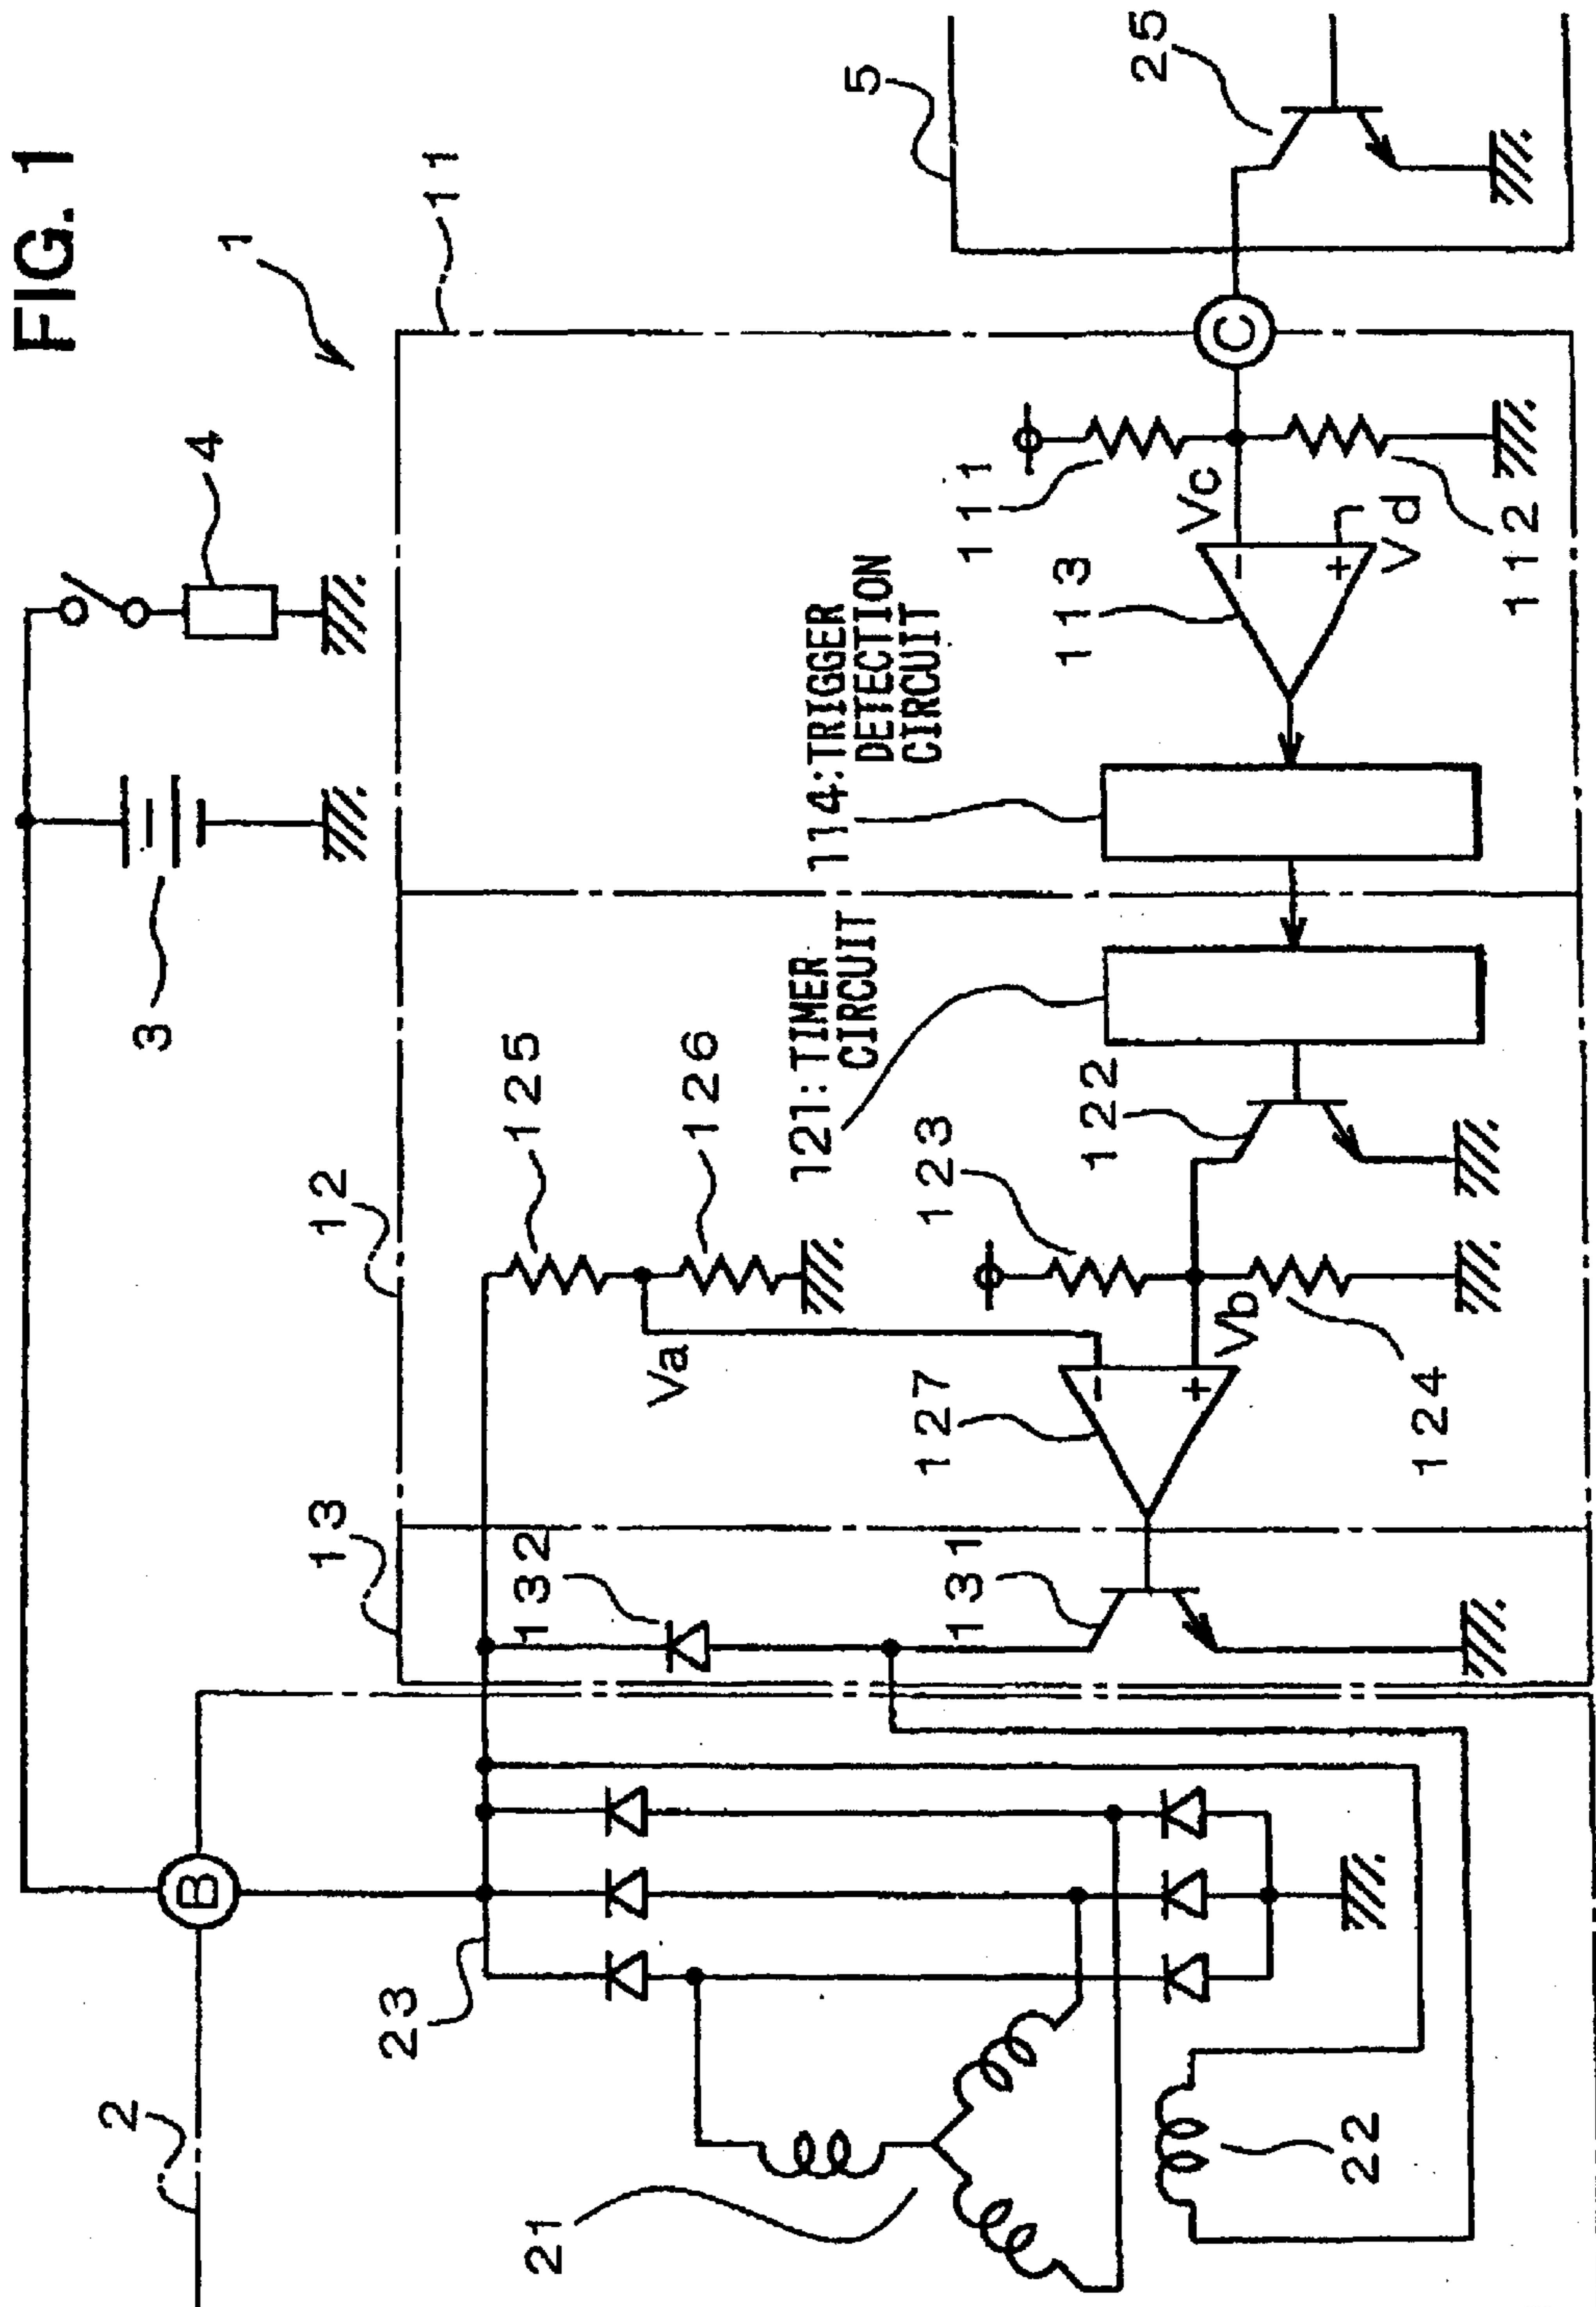 FIG. 1
2
B
3
4
1
13
12
11
23
125
126
Va
132
121:TIMER
CIRCUIT
114:TRIGGER
DETECTION
CIRCUIT
5
21
127
-
+
131
Vb
123
122
124
113
-
+
Vc
Vd
111
112
C
25
22